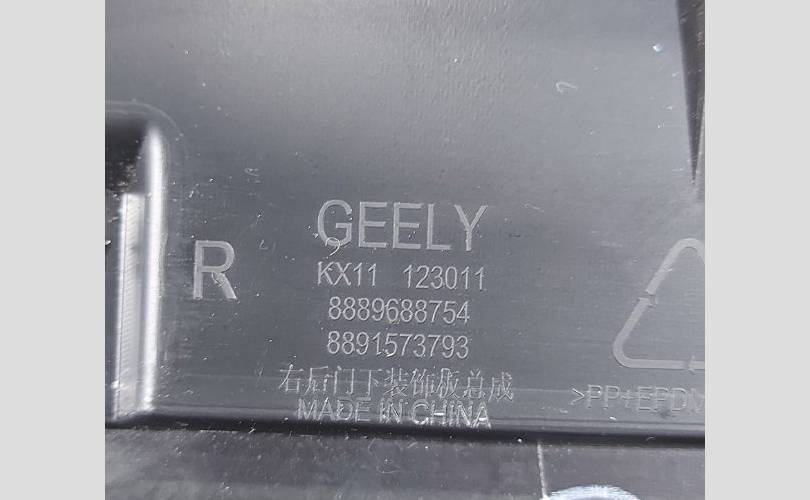 GEELY
R
KX11 123011
8889688754
8891573793
右后门下装饰板总成
MADE IN CHINA
>PP+EPDM